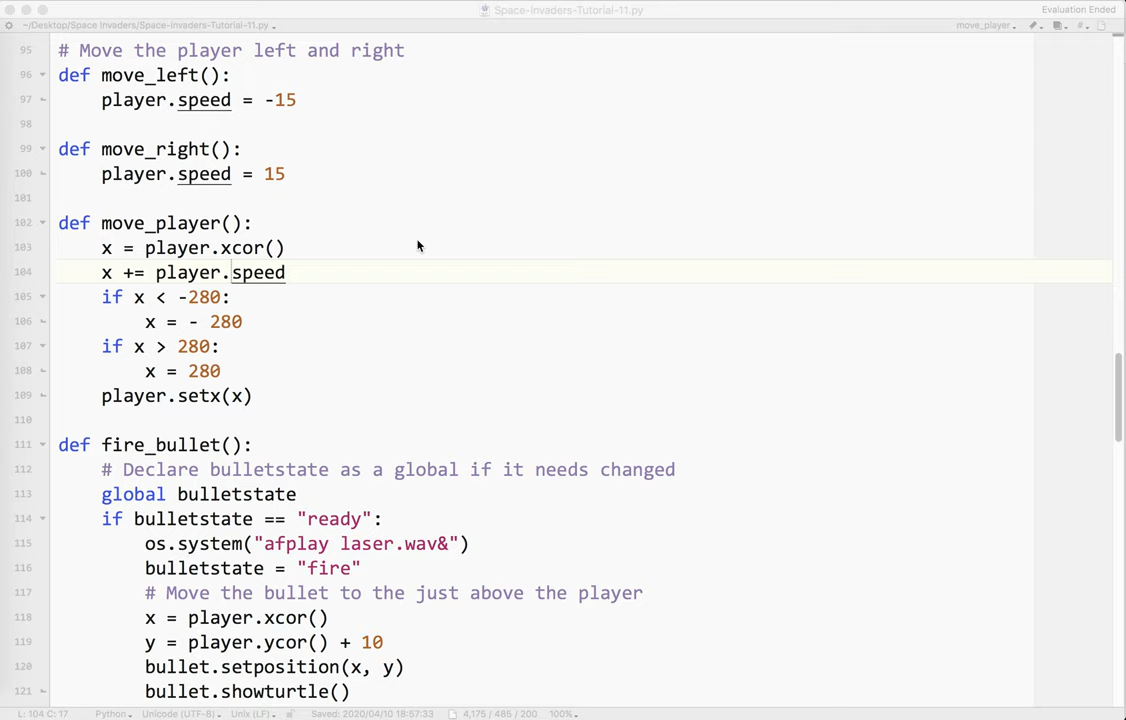 Space-Invaders-Tutorial-11.py
Evaluation Ended
~/Desktop/Space Invaders/Space-Invaders-Tutorial-11.py
move_player
#
95 # Move the player left and right
96 def move_left():
97 player.speed = -15
98
99 def move_right():
100 player.speed = 15
101
102 def move_player():
103 x = player.xcor()
104 x += player.speed
105 if x < -280:
106 x = - 280
107 if x > 280:
108 x = 280
109 player.setx(x)
110
111 def fire_bullet():
112 # Declare bulletstate as a global if it needs changed
113 global bulletstate
114 if bulletstate == "ready":
115 os.system("afplay laser.wav&")
116 bulletstate = "fire"
117 # Move the bullet to the just above the player
118 x = player.xcor()
119 y = player.ycor() + 10
120 bullet.setposition(x, y)
121 bullet.showturtle()
L: 104 C: 17 Python Unicode (UTF-8) Unix (LF) Saved: 2020/04/10 18:57:33 4,175 / 485 / 200 100%